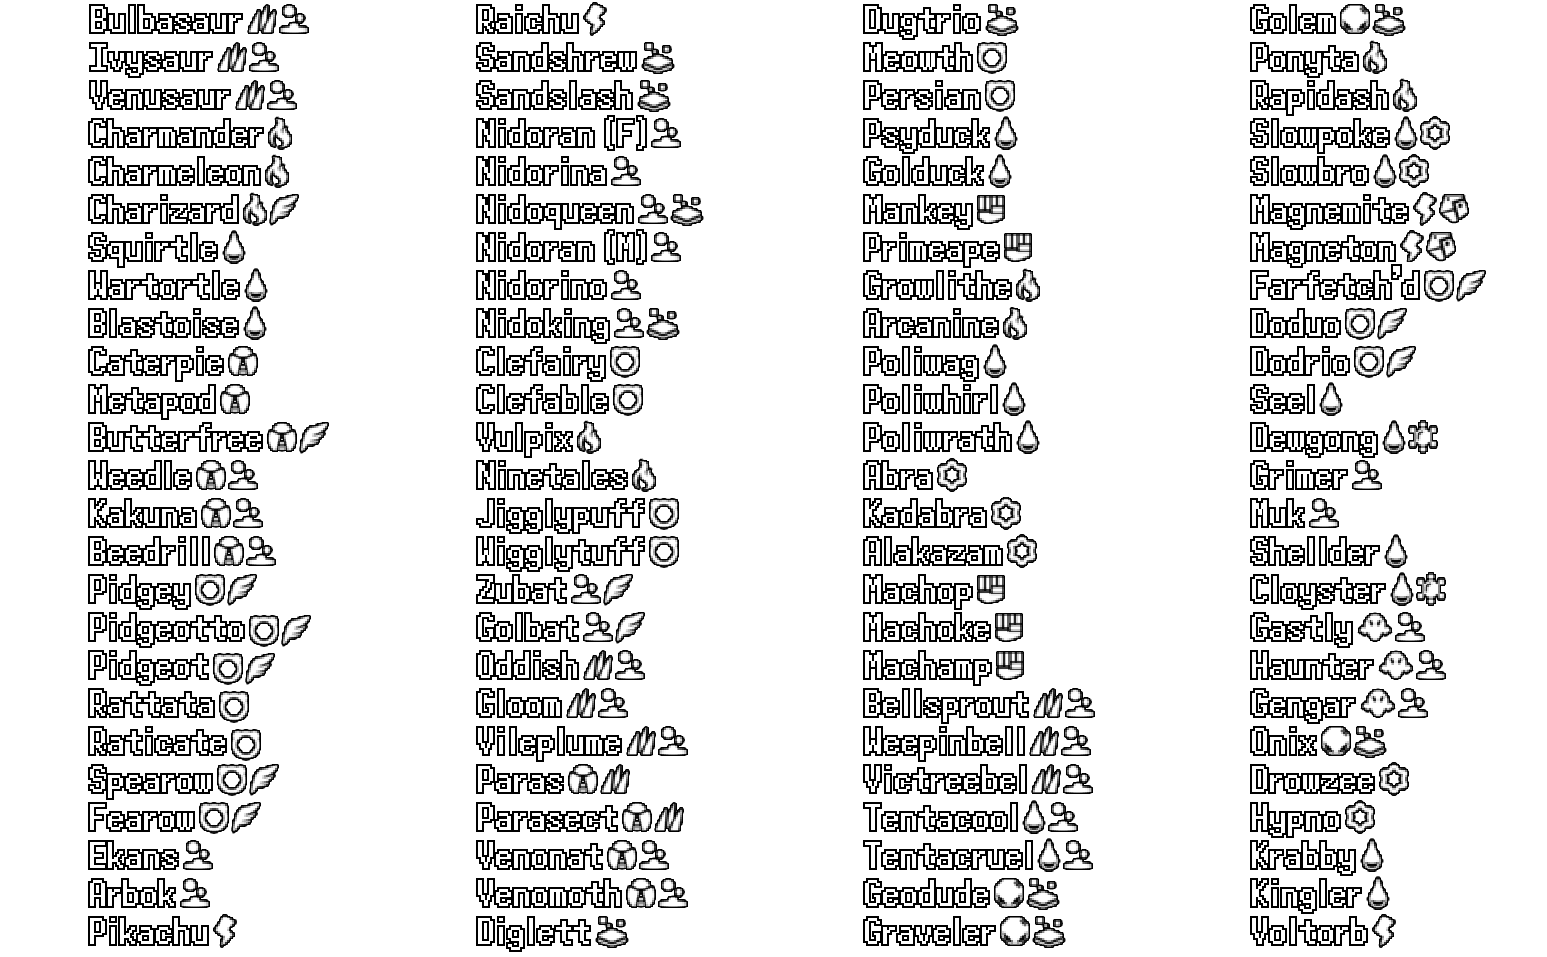 Bulbasaur
Ivysaur
Venusaur
Charmander
Charmeleon
Charizard
Squirtle
Wartortle
Blastoise
Caterpie
Metapod
Butterfree
Weedle
Kakuna
Beedrill
Pidgey
Pidgeotto
Pidgeot
Rattata
Raticate
Spearow
Fearow
Ekans
Arbok
Pikachu
Raichu
Sandshrew
Sandslash
Nidoran (F)
Nidorina
Nidoqueen
Nidoran (M)
Nidorino
Nidoking
Clefairy
Clefable
Vulpix
Ninetales
Jigglypuff
Wigglytuff
Zubat
Golbat
Oddish
Gloom
Vileplume
Paras
Parasect
Venonat
Venomoth
Diglett
Dugtrio
Meowth
Persian
Psyduck
Golduck
Mankey
Primeape
Growlithe
Arcanine
Poliwag
Poliwhirl
Poliwrath
Abra
Kadabra
Alakazam
Machop
Machoke
Machamp
Bellsprout
Weepinbell
Victreebel
Tentacool
Tentacruel
Geodude
Graveler
Golem
Ponyta
Rapidash
Slowpoke
Slowbro
Magnemite
Magneton
Farfetch'd
Doduo
Dodrio
Seel
Dewgong
Grimer
Muk
Shellder
Cloyster
Gastly
Haunter
Gengar
Onix
Drowzee
Hypno
Krabby
Kingler
Voltorb